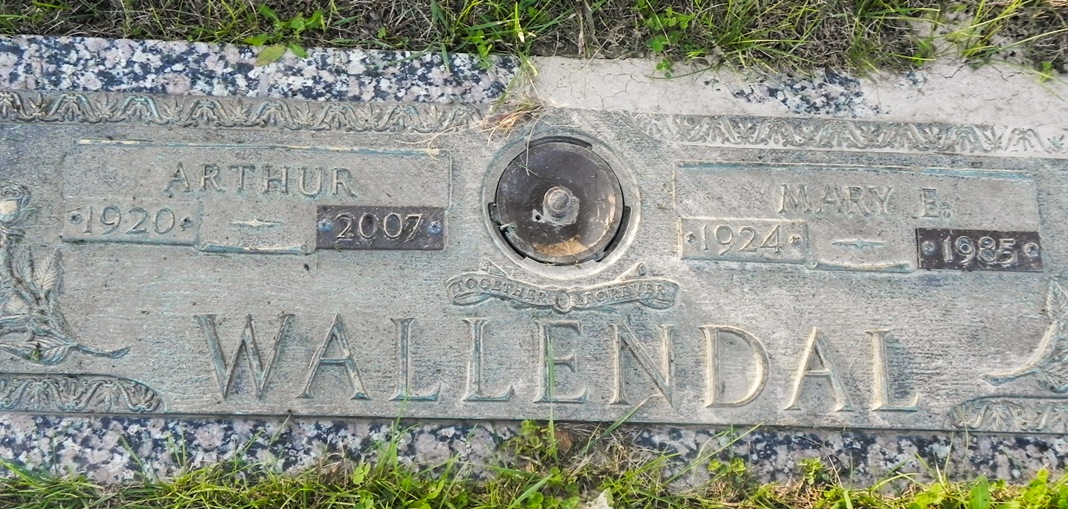 ARTHUR
1920 – 2007
MARY E.
1924 – 1985
TOGETHER FOREVER
WALLENDAL